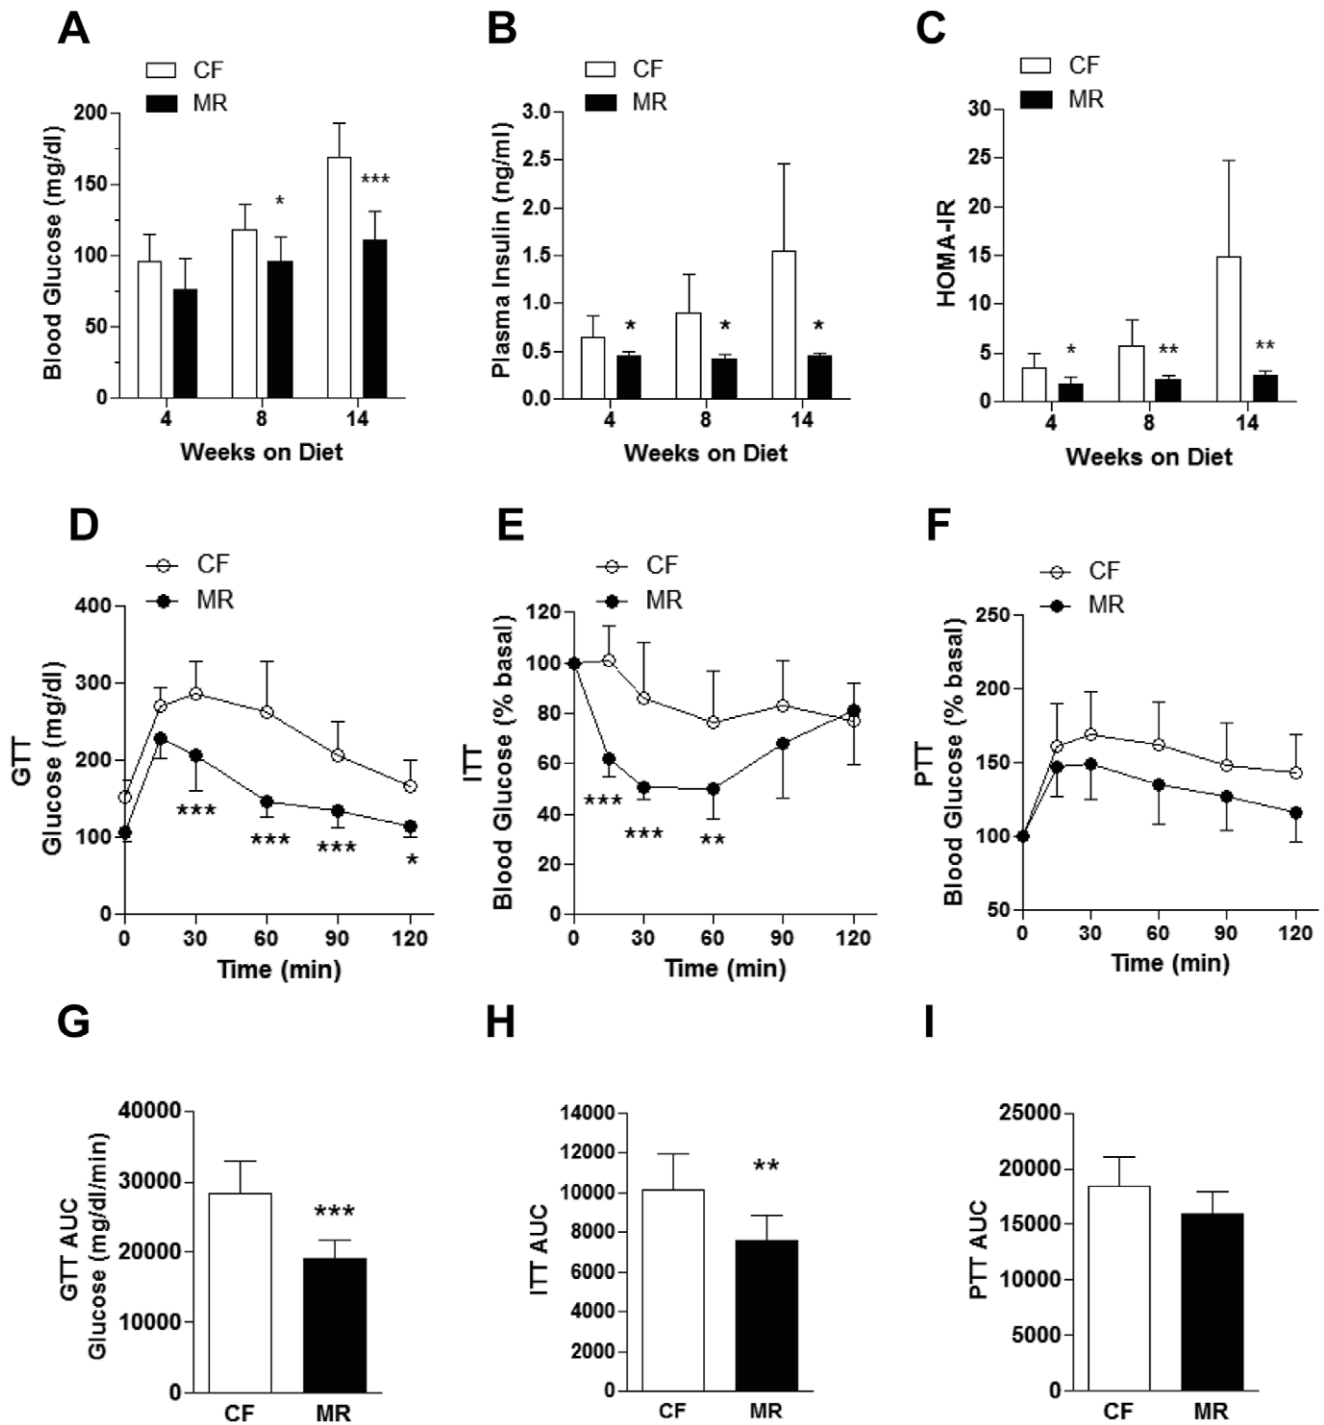 A
CF
MR
Blood Glucose (mg/dl)
200
150
100
50
0
*
***
4
8
14
Weeks on Diet
B
CF
MR
Plasma Insulin (ng/ml)
3.0
2.5
2.0
1.5
1.0
0.5
0.0
*
*
*
4
8
14
Weeks on Diet
C
CF
MR
HOMA-IR
30
25
20
15
10
5
0
*
**
**
4
8
14
Weeks on Diet
D
CF
MR
GTT
Glucose (mg/dl)
400
300
200
100
0
***
***
***
*
0
30
60
90
120
Time (min)
E
CF
MR
ITT
Blood Glucose (% basal)
120
100
80
60
40
20
0
***
***
**
0
30
60
90
120
Time (min)
F
CF
MR
PTT
Blood Glucose (% basal)
250
200
150
100
50
0
30
60
90
120
Time (min)
G
GTT AUC
Glucose (mg/dl/min)
40000
30000
20000
10000
0
***
CF
MR
H
ITT AUC
14000
12000
10000
8000
6000
4000
2000
0
**
CF
MR
I
PTT AUC
25000
20000
15000
10000
5000
0
CF
MR